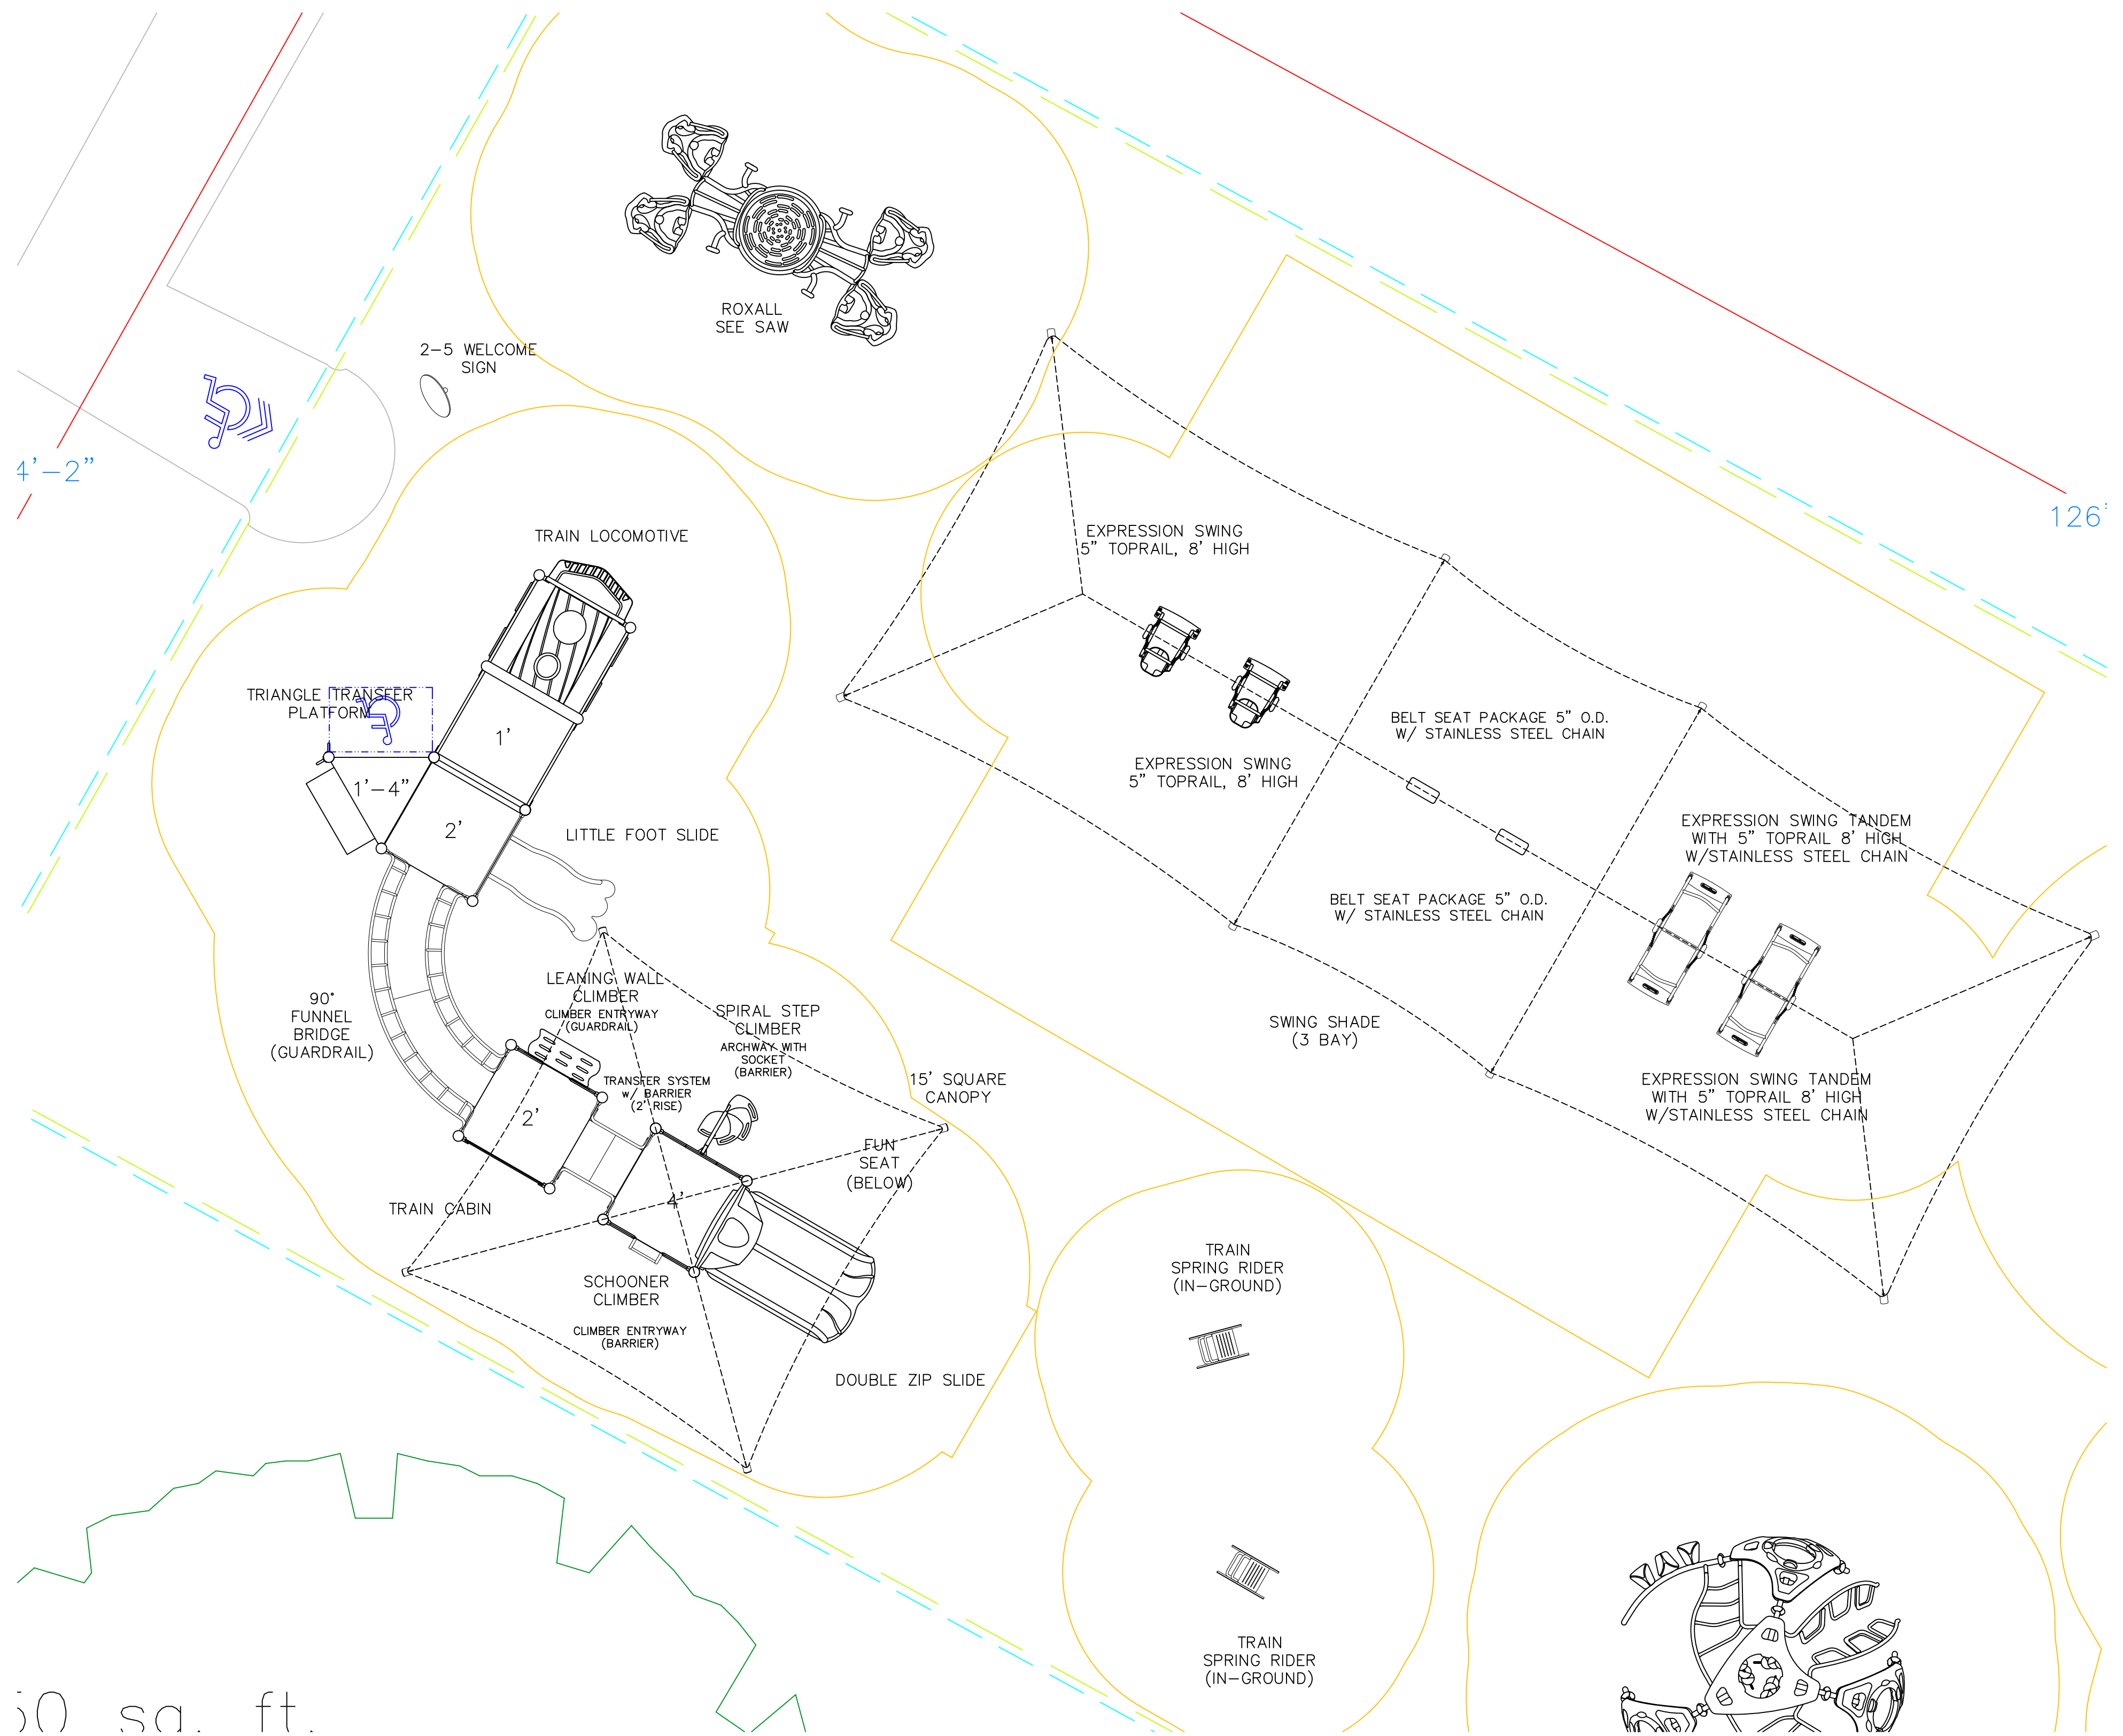 ROXALL
SEE SAW
2-5 WELCOME
SIGN
4'-2"
126'
TRAIN LOCOMOTIVE
EXPRESSION SWING
5" TOPRAIL, 8' HIGH
TRIANGLE TRANSFER
PLATFORM
1'
1'-4"
2'
LITTLE FOOT SLIDE
EXPRESSION SWING
5" TOPRAIL, 8' HIGH
BELT SEAT PACKAGE 5" O.D.
W/ STAINLESS STEEL CHAIN
BELT SEAT PACKAGE 5" O.D.
W/ STAINLESS STEEL CHAIN
EXPRESSION SWING TANDEM
WITH 5" TOPRAIL 8' HIGH
W/STAINLESS STEEL CHAIN
90°
FUNNEL
BRIDGE
(GUARDRAIL)
LEANING WALL
CLIMBER
CLIMBER ENTRYWAY
(GUARDRAIL)
SPIRAL STEP
CLIMBER
ARCHWAY WITH
SOCKET
(BARRIER)
SWING SHADE
(3 BAY)
TRANSFER SYSTEM
w/ BARRIER
(2' RISE)
15' SQUARE
CANOPY
EXPRESSION SWING TANDEM
WITH 5" TOPRAIL 8' HIGH
W/STAINLESS STEEL CHAIN
2'
FUN
SEAT
(BELOW)
4'
TRAIN CABIN
SCHOONER
CLIMBER
CLIMBER ENTRYWAY
(BARRIER)
TRAIN
SPRING RIDER
(IN-GROUND)
DOUBLE ZIP SLIDE
TRAIN
SPRING RIDER
(IN-GROUND)
50 sq. ft.